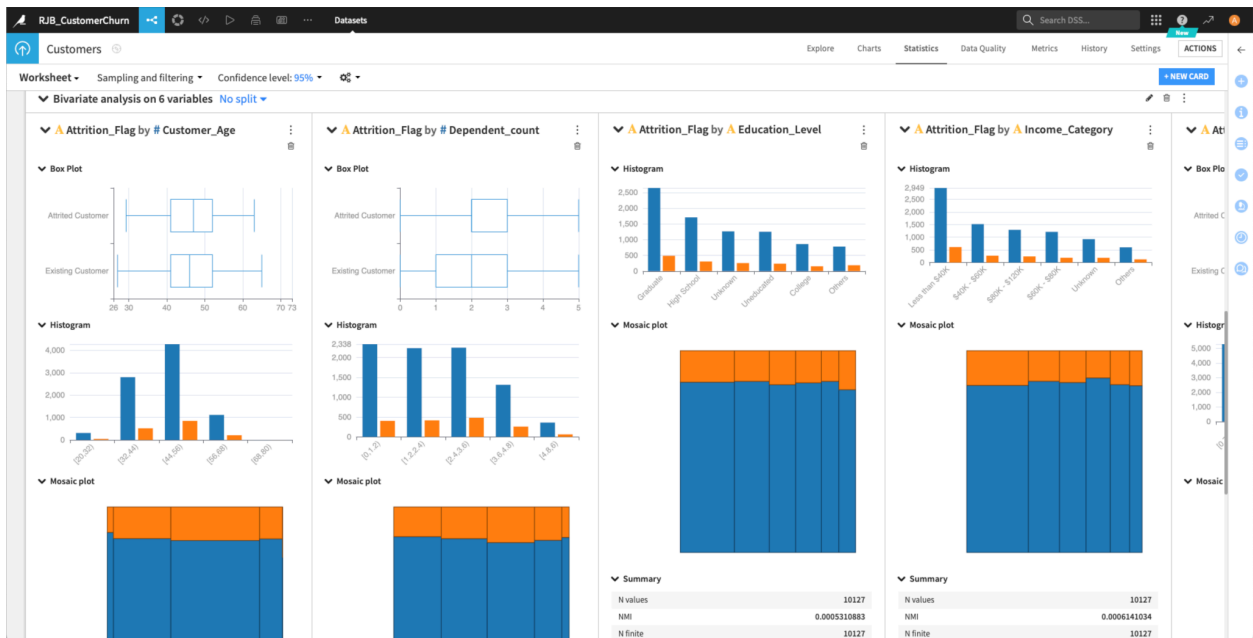 RJB_CustomerChurn
Datasets
Search DSS...
New
A
Customers
Explore Charts Statistics Data Quality Metrics History Settings ACTIONS
Worksheet Sampling and filtering Confidence level: 95%
+ NEW CARD
Bivariate analysis on 6 variables No split
A Attrition_Flag by # Customer_Age
Box Plot
Attrited Customer
Existing Customer
26 30 40 50 60 70 73
Histogram
4,000
3,000
2,000
1,000
0
[20,32) [32,44) [44,56) [56,68) [68,80)
Mosaic plot
A Attrition_Flag by # Dependent_count
Box Plot
Attrited Customer
Existing Customer
0 1 2 3 4 5
Histogram
2,338
2,000
1,500
1,000
500
0
[0,1.2) [1.2,2.4) [2.4,3.6) [3.6,4.8) [4.8,6)
Mosaic plot
A Attrition_Flag by A Education_Level
Histogram
2,500
2,000
1,500
1,000
500
0
Graduate High School Unknown Uneducated College Others
Mosaic plot
Summary
N values 10127
NMI 0.0005310883
N finite 10127
A Attrition_Flag by A Income_Category
Histogram
2,949
2,500
2,000
1,500
1,000
500
0
Less than $40K $40K - $60K $80K - $120K $60K - $80K Unknown Others
Mosaic plot
Summary
N values 10127
NMI 0.0006141034
N finite 10127
A Att
Box Plo
Attrited C
Existing C
Histogr
5,000
4,000
3,000
2,000
1,000
0
Mosaic